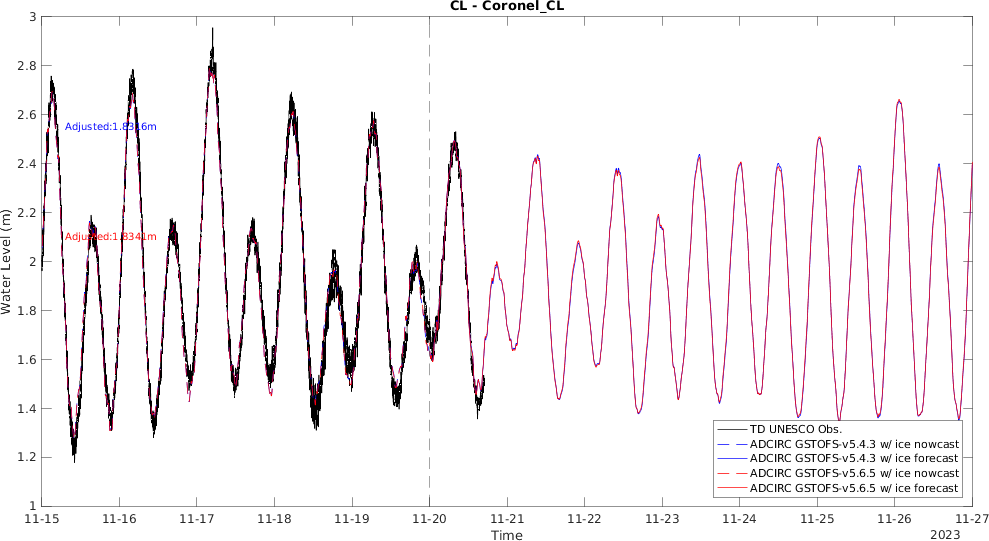 CL - Coronel_CL
3
2.8
2.6
2.4
2.2
2
1.8
1.6
1.4
1.2
1
Water Level (m)
Adjusted:1.8316m
Adjusted:1.8341m
TD UNESCO Obs.
ADCIRC GSTOFS-v5.4.3 w/ ice nowcast
ADCIRC GSTOFS-v5.4.3 w/ ice forecast
ADCIRC GSTOFS-v5.6.5 w/ ice nowcast
ADCIRC GSTOFS-v5.6.5 w/ ice forecast
11-15 11-16 11-17 11-18 11-19 11-20 11-21 11-22 11-23 11-24 11-25 11-26 11-27
Time
2023